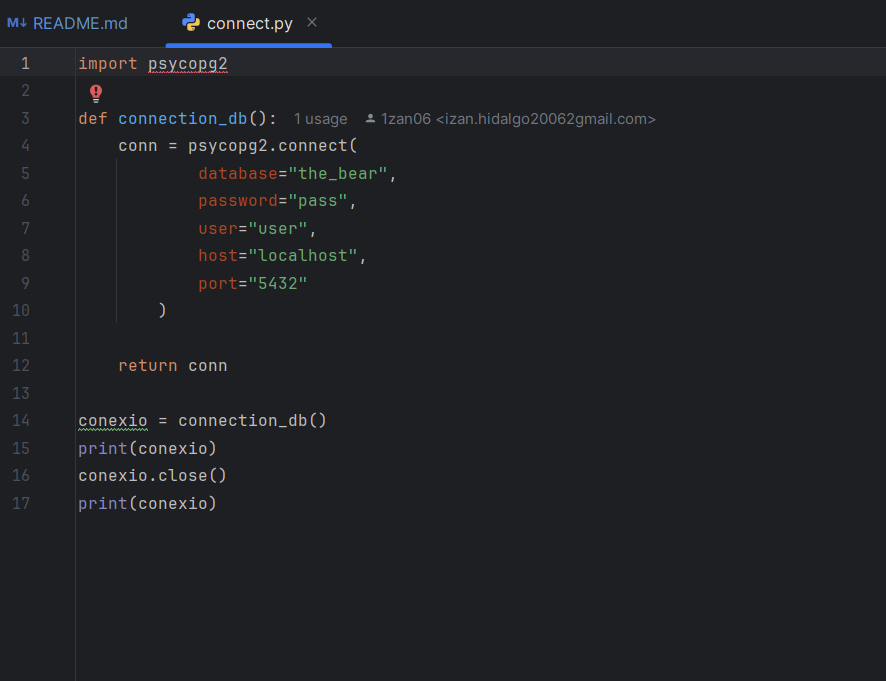 M↓ README.md connect.py ×
1 import psycopg2
2
3 def connection_db(): 1 usage 1zan06 <izan.hidalgo20062gmail.com>
4     conn = psycopg2.connect(
5             database="the_bear",
6             password="pass",
7             user="user",
8             host="localhost",
9             port="5432"
10         )
11
12     return conn
13
14 conexio = connection_db()
15 print(conexio)
16 conexio.close()
17 print(conexio)